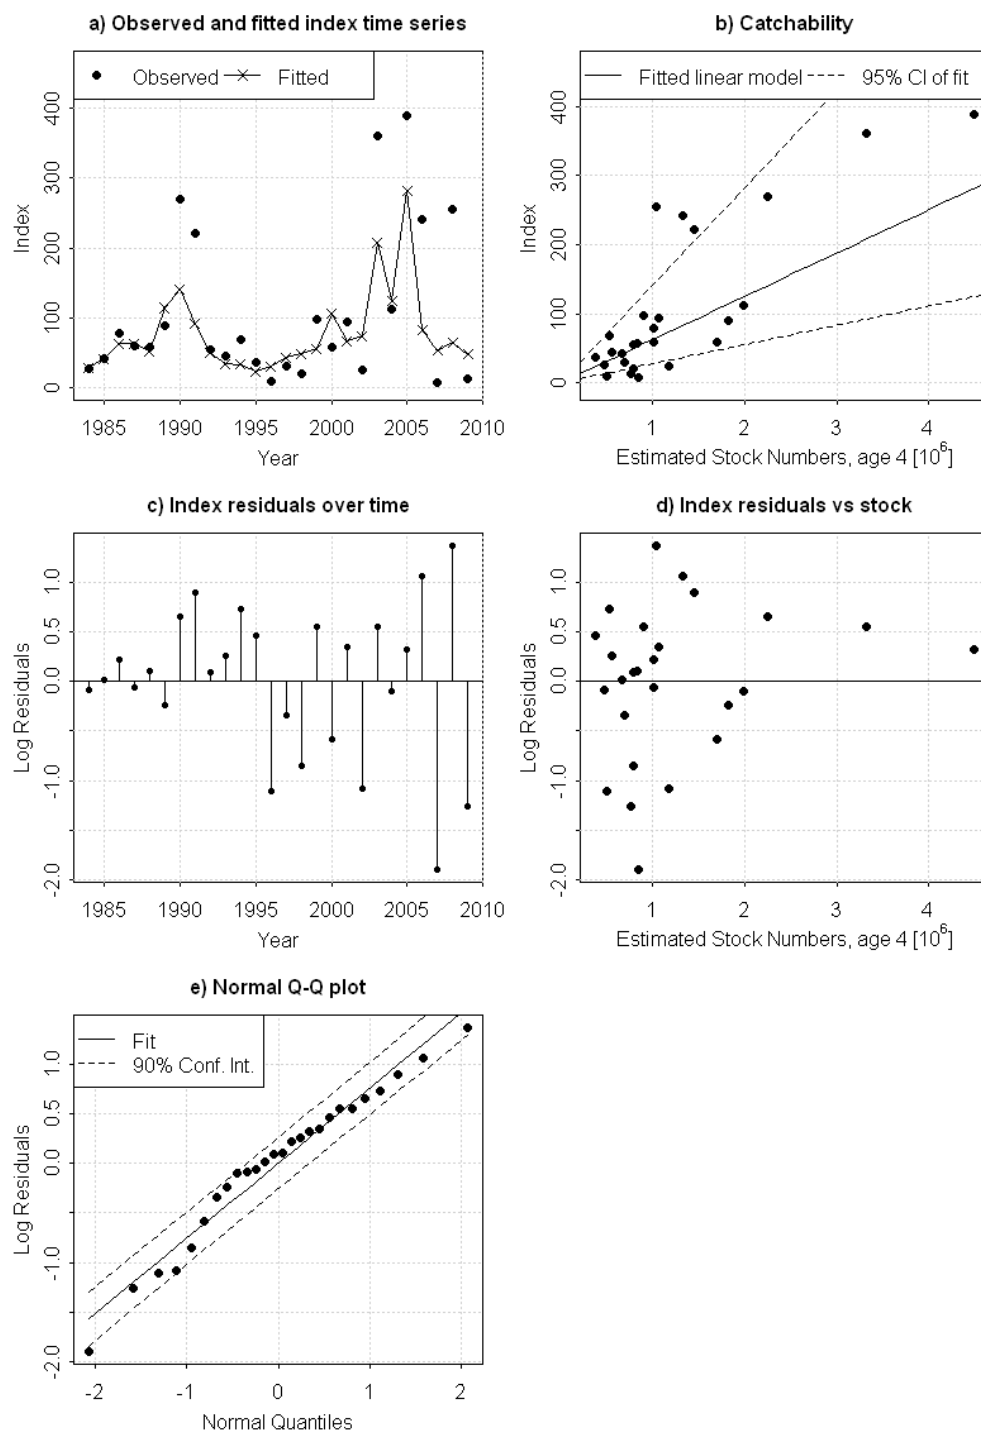 a) Observed and fitted index time series
Observed Fitted
Index
0 100 200 300 400
1985 1990 1995 2000 2005 2010
Year
b) Catchability
Fitted linear model 95% CI of fit
Index
0 100 200 300 400
1 2 3 4
Estimated Stock Numbers, age 4 [10^6]
c) Index residuals over time
Log Residuals
-2.0 -1.0 0.0 0.5 1.0
1985 1990 1995 2000 2005 2010
Year
d) Index residuals vs stock
Log Residuals
-2.0 -1.0 0.0 0.5 1.0
1 2 3 4
Estimated Stock Numbers, age 4 [10^6]
e) Normal Q-Q plot
Fit
90% Conf. Int.
Log Residuals
-2.0 -1.0 0.0 0.5 1.0
-2 -1 0 1 2
Normal Quantiles